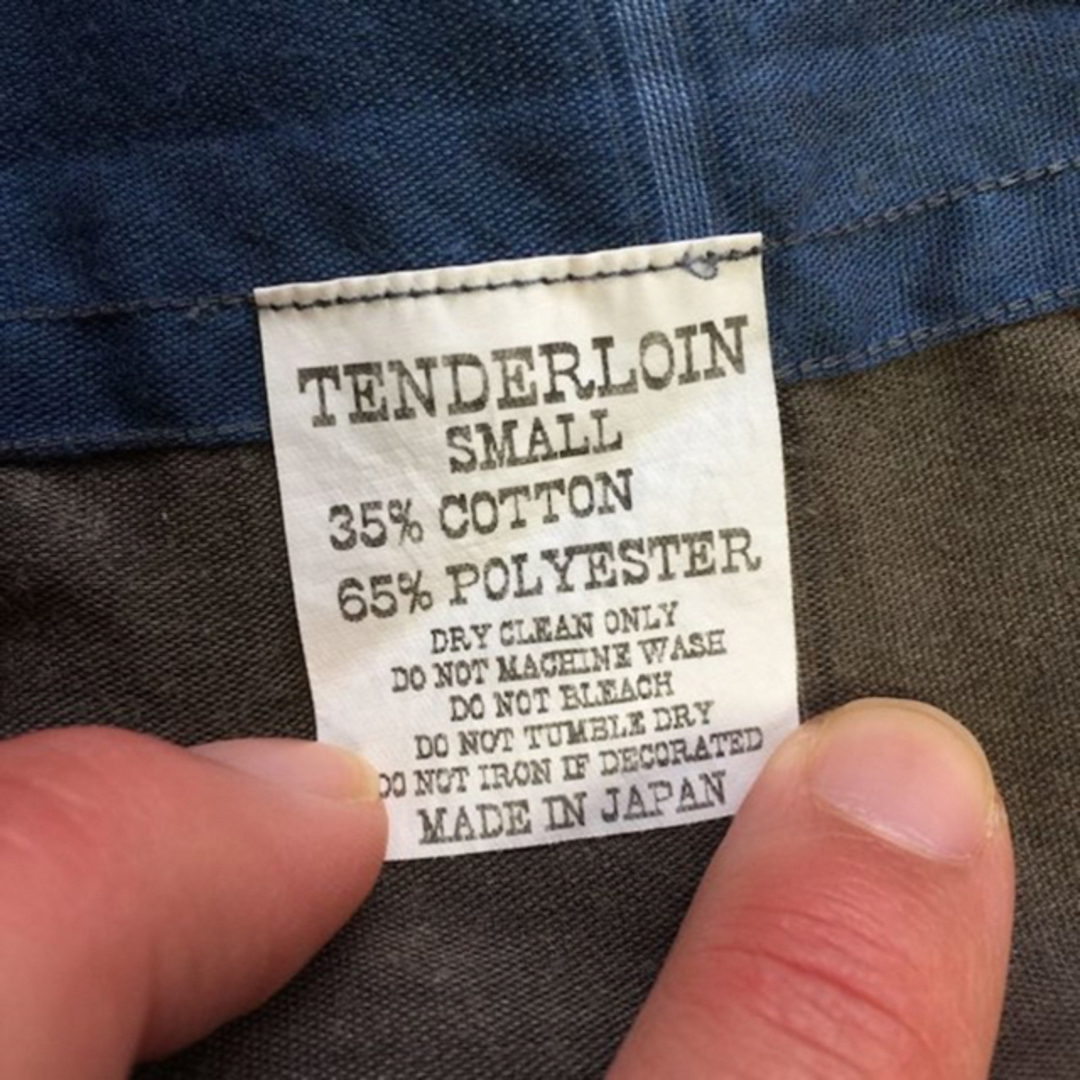 TENDERLOIN
SMALL
35% COTTON
65% POLYESTER
DRY CLEAN ONLY
DO NOT MACHINE WASH
DO NOT BLEACH
DO NOT TUMBLE DRY
DO NOT IRON IF DECORATED
MADE IN JAPAN